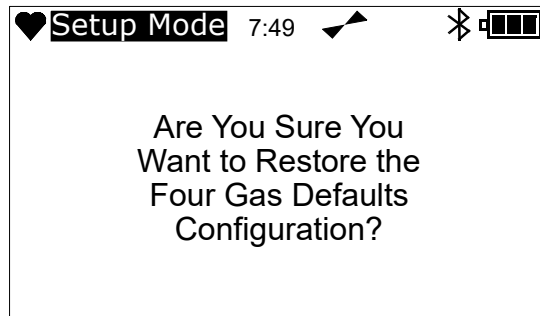 Setup Mode 7:49
Are You Sure You
Want to Restore the
Four Gas Defaults
Configuration?